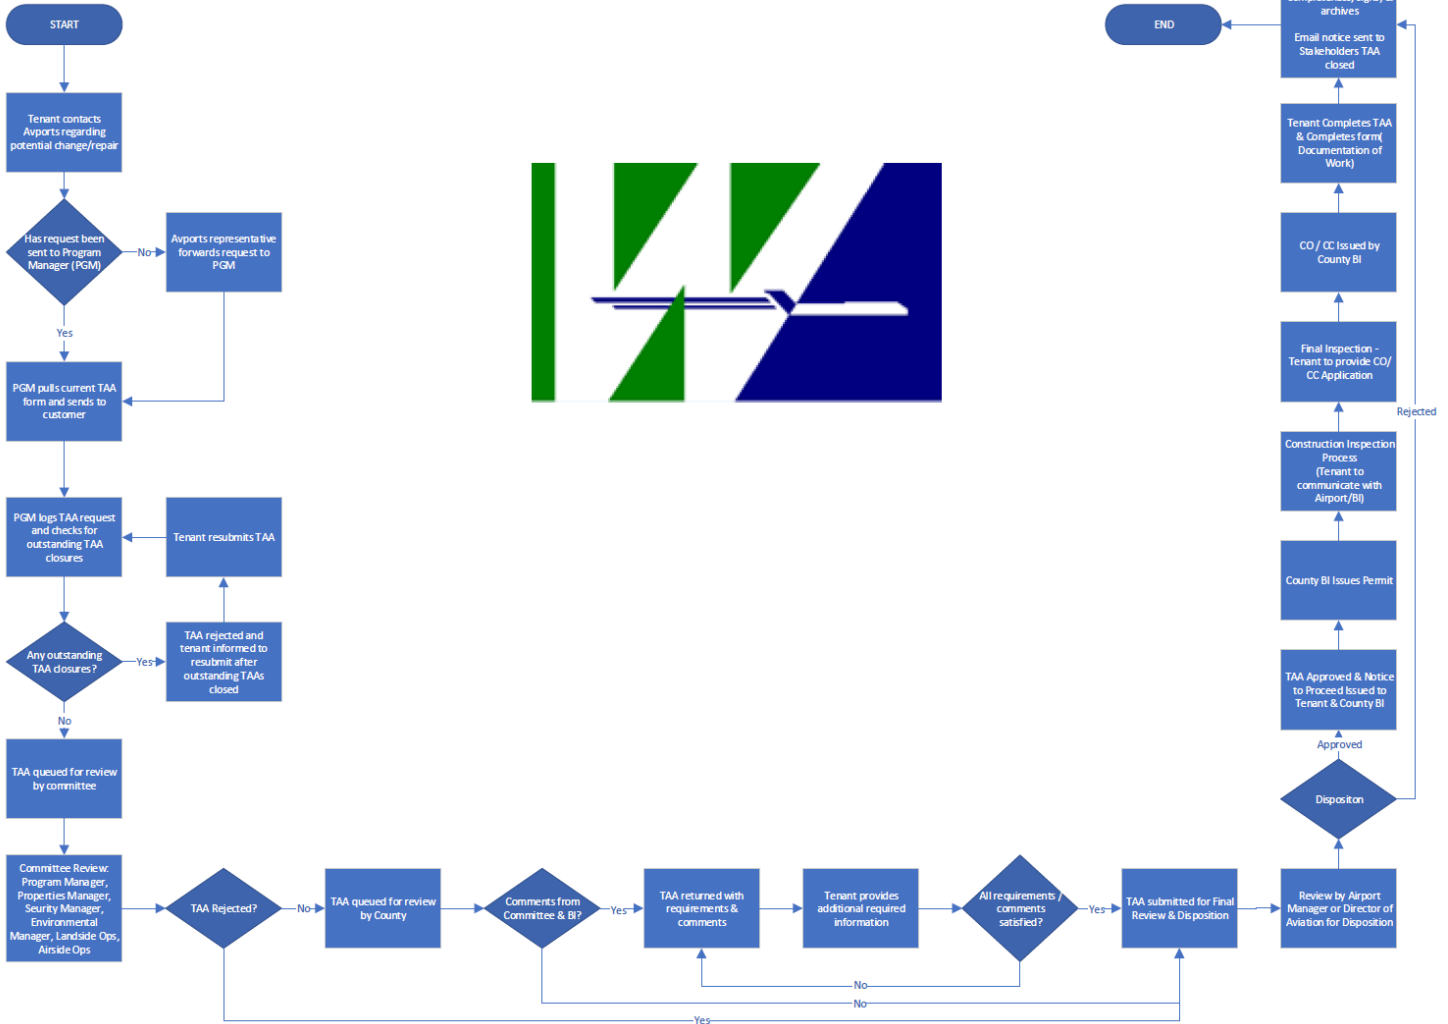 START
Tenant contacts
Avports regarding
potential change/repair
Has request been
sent to Program
Manager (PGM)
No
Avports representative
forwards request to
PGM
Yes
PGM pulls current TAA
form and sends to
customer
PGM logs TAA request
and checks for
outstanding TAA
closures
Tenant resubmits TAA
Any outstanding
TAA closures?
Yes
TAA rejected and
tenant informed to
resubmit after
outstanding TAAs
closed
No
TAA queued for review
by committee
Committee Review:
Program Manager,
Properties Manager,
Seurity Manager,
Environmental
Manager, Landside Ops,
Airside Ops
TAA Rejected?
No
TAA queued for review
by County
Comments from
Committee & BI?
Yes
TAA returned with
requirements &
comments
Tenant provides
additional required
information
All requirements /
comments
satisfied?
Yes
TAA submitted for Final
Review & Disposition
Review by Airport
Manager or Director of
Aviation for Disposition
No
No
Yes
Dispositon
Approved
Rejected
TAA Approved & Notice
to Proceed Issued to
Tenant & County BI
County BI Issues Permit
Construction Inspection
Process
(Tenant to
communicate with
Airport/BI)
Final Inspection -
Tenant to provide CO/
CC Application
CO / CC Issued by
County BI
Tenant Completes TAA
& Completes form(
Documentation of
Work)
archives
Email notice sent to
Stakeholders TAA
closed
END